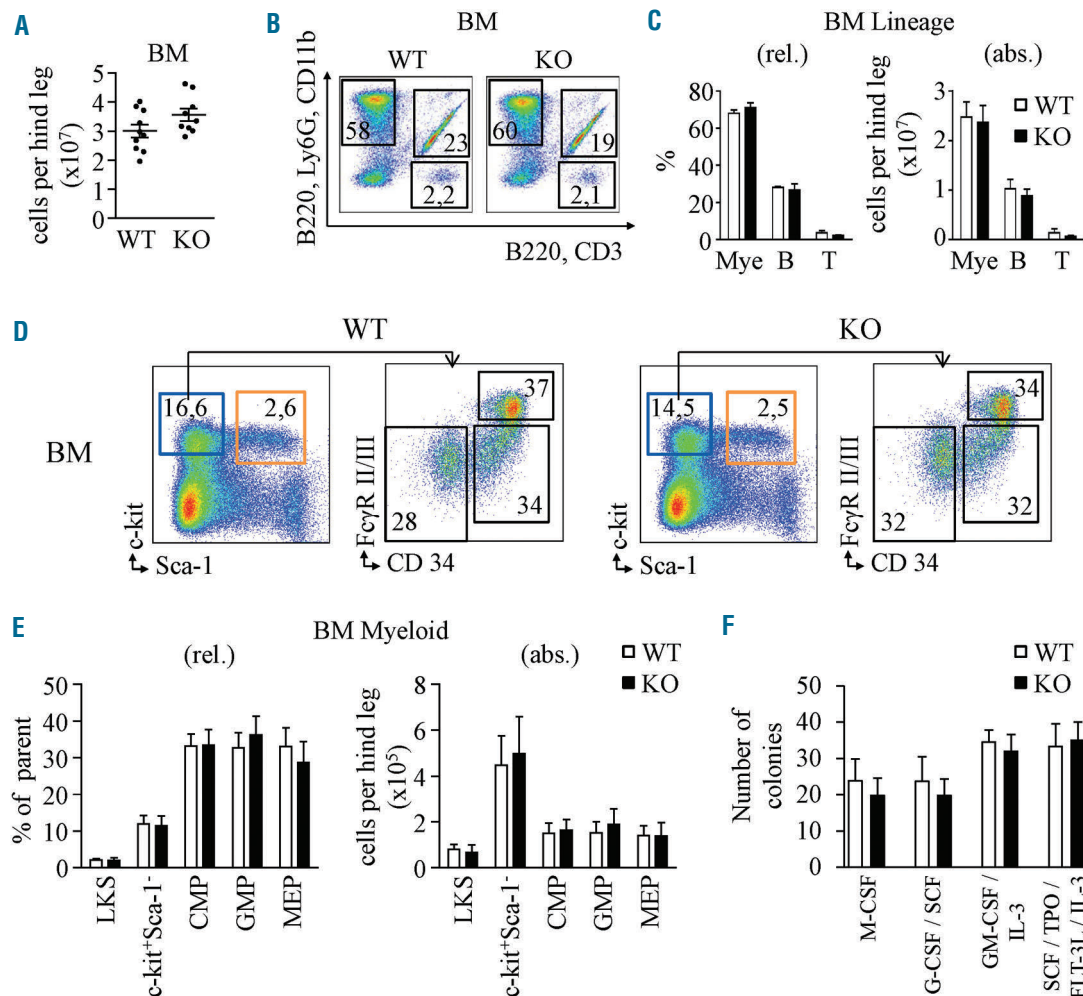 A
BM
cells per hind leg
(x10⁷)
5
4
3
2
1
0
WT KO
B
BM
WT KO
B220, Ly6G, CD11b
58
23
2,2
60
19
2,1
B220, CD3
C
BM Lineage
(rel.)
(abs.)
%
80
60
40
20
0
Mye B T
cells per hind leg
(x10⁷)
3
2
1
0
Mye B T
WT
KO
D
WT
KO
BM
16,6
2,6
c-kit
Sca-1
37
34
28
FcγR II/III
CD 34
14,5
2,5
c-kit
Sca-1
34
32
32
FcγR II/III
CD 34
E
BM Myeloid
(rel.)
(abs.)
WT
KO
% of parent
50
40
30
20
10
0
LKS
c-kit⁺Sca-1⁻
CMP
GMP
MEP
cells per hind leg
(x10⁵)
8
6
4
2
0
LKS
c-kit⁺Sca-1⁻
CMP
GMP
MEP
F
WT
KO
Number of
colonies
50
40
30
20
10
0
M-CSF
G-CSF / SCF
GM-CSF /
IL-3
SCF / TPO /
FLT-3L / IL-3